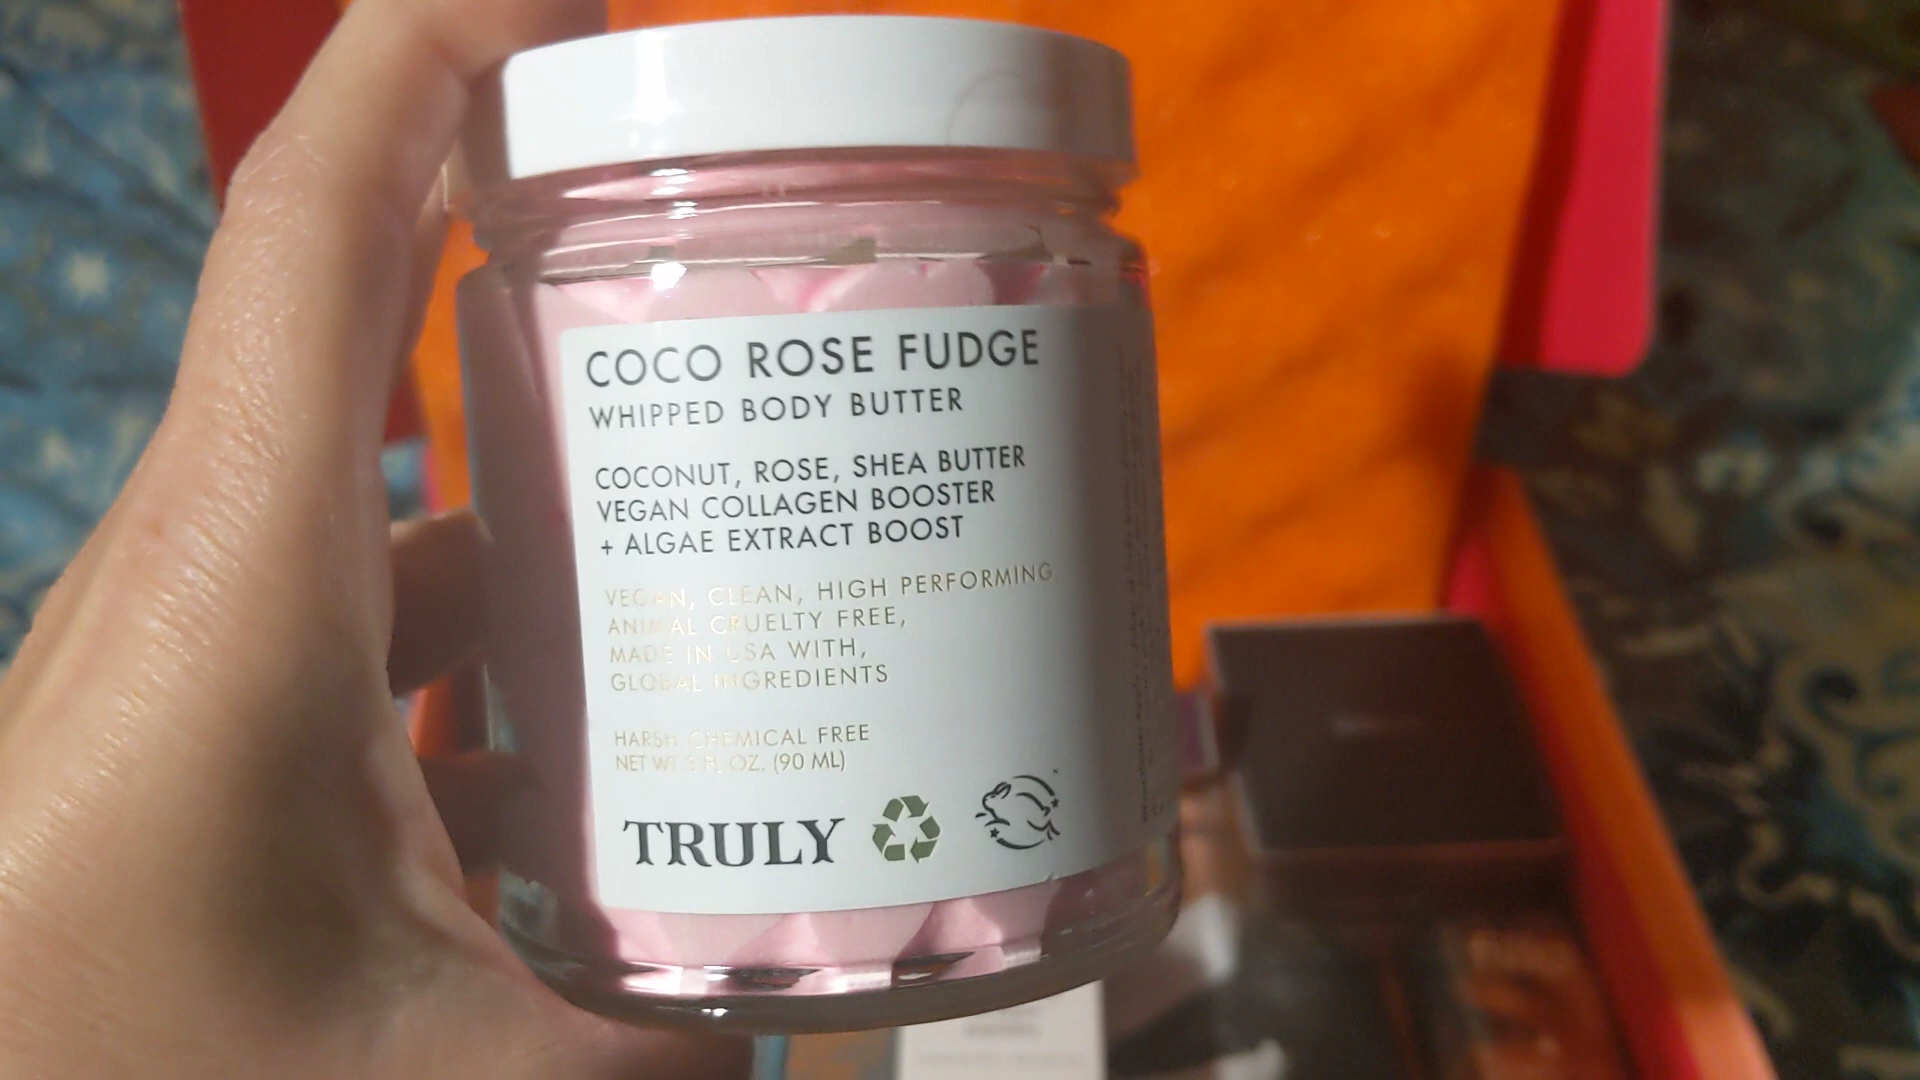 COCO ROSE FUDGE
WHIPPED BODY BUTTER
COCONUT, ROSE, SHEA BUTTER
VEGAN COLLAGEN BOOSTER
+ ALGAE EXTRACT BOOST
VEGAN, CLEAN, HIGH PERFORMING
ANIMAL CRUELTY FREE,
MADE IN USA WITH,
GLOBAL INGREDIENTS
HARSH CHEMICAL FREE
NET WT 3 FL. OZ. (90 ML)
TRULY